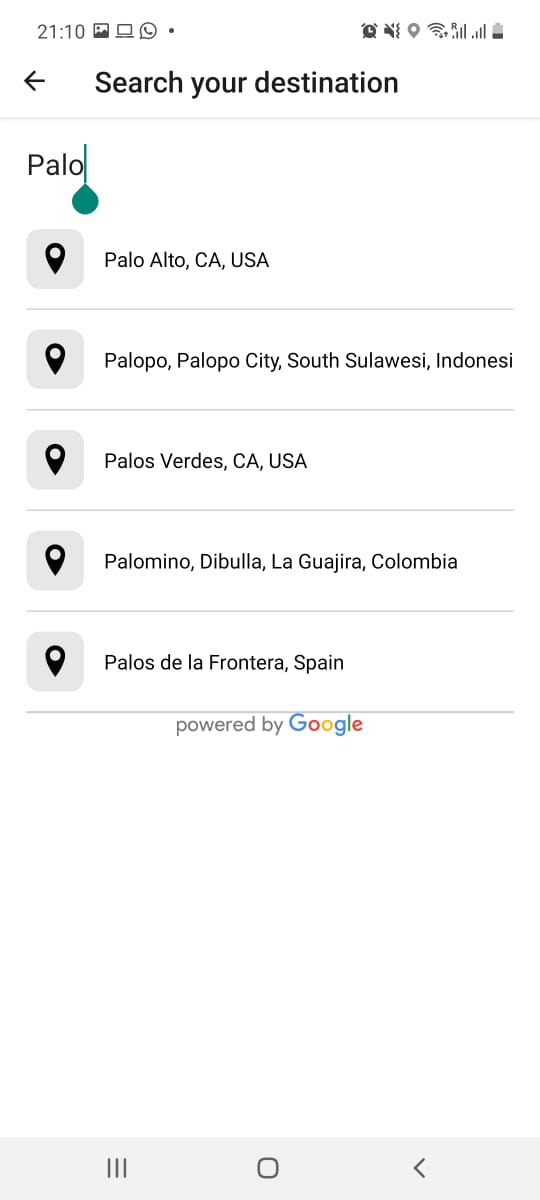 21:10
Search your destination
Palo
Palo Alto, CA, USA
Palopo, Palopo City, South Sulawesi, Indonesi
Palos Verdes, CA, USA
Palomino, Dibulla, La Guajira, Colombia
Palos de la Frontera, Spain
powered by Google